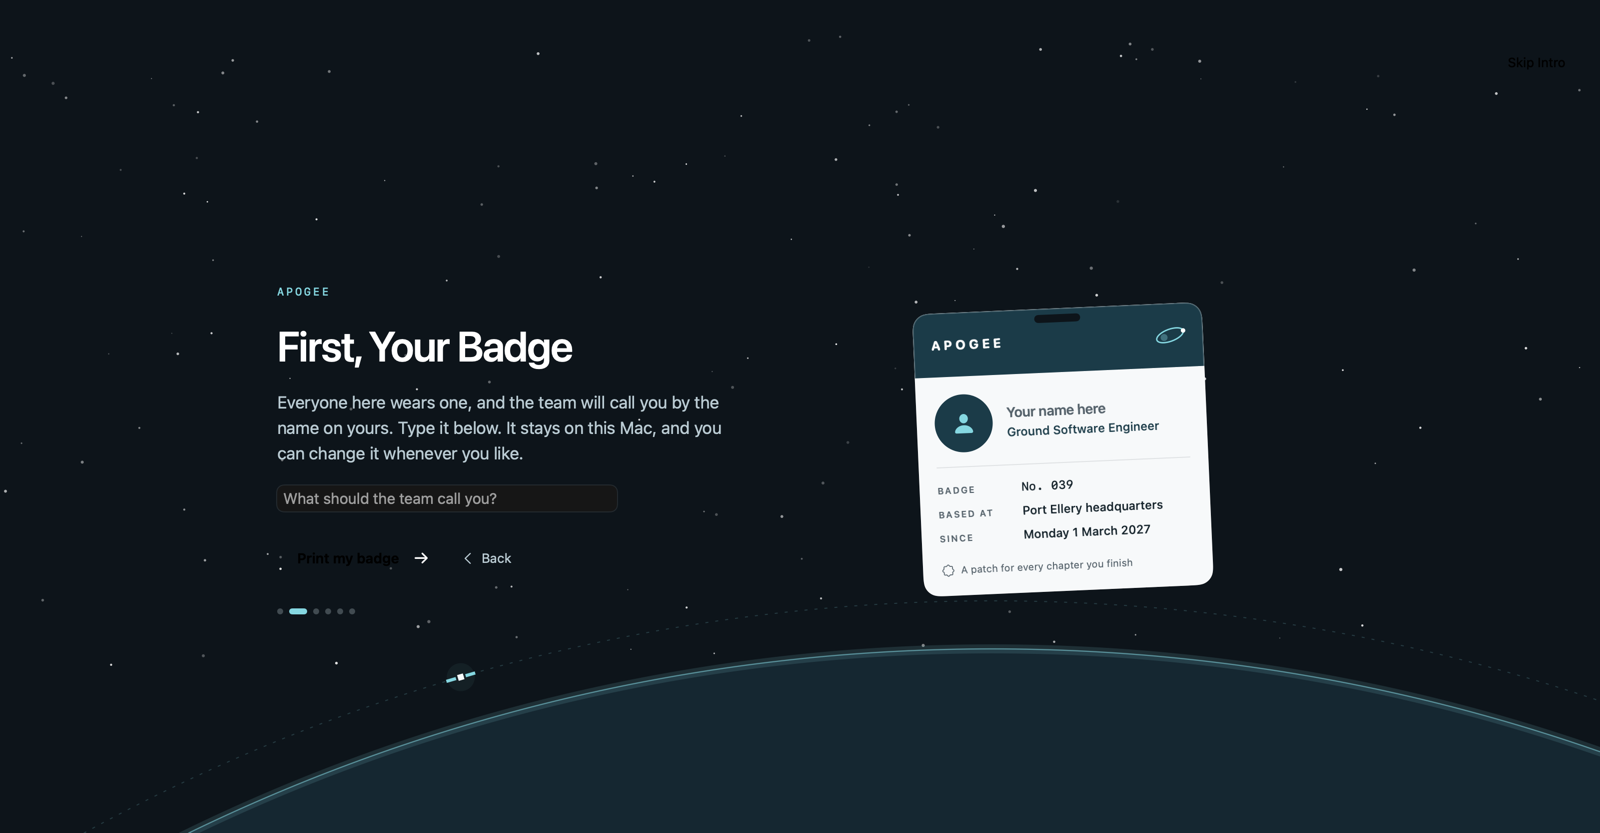 Skip Intro
APOGEE
First, Your Badge
Everyone here wears one, and the team will call you by the
name on yours. Type it below. It stays on this Mac, and you
can change it whenever you like.
What should the team call you?
Print my badge
Back
APOGEE
Your name here
Ground Software Engineer
BADGE No. 039
BASED AT Port Ellery headquarters
SINCE Monday 1 March 2027
A patch for every chapter you finish